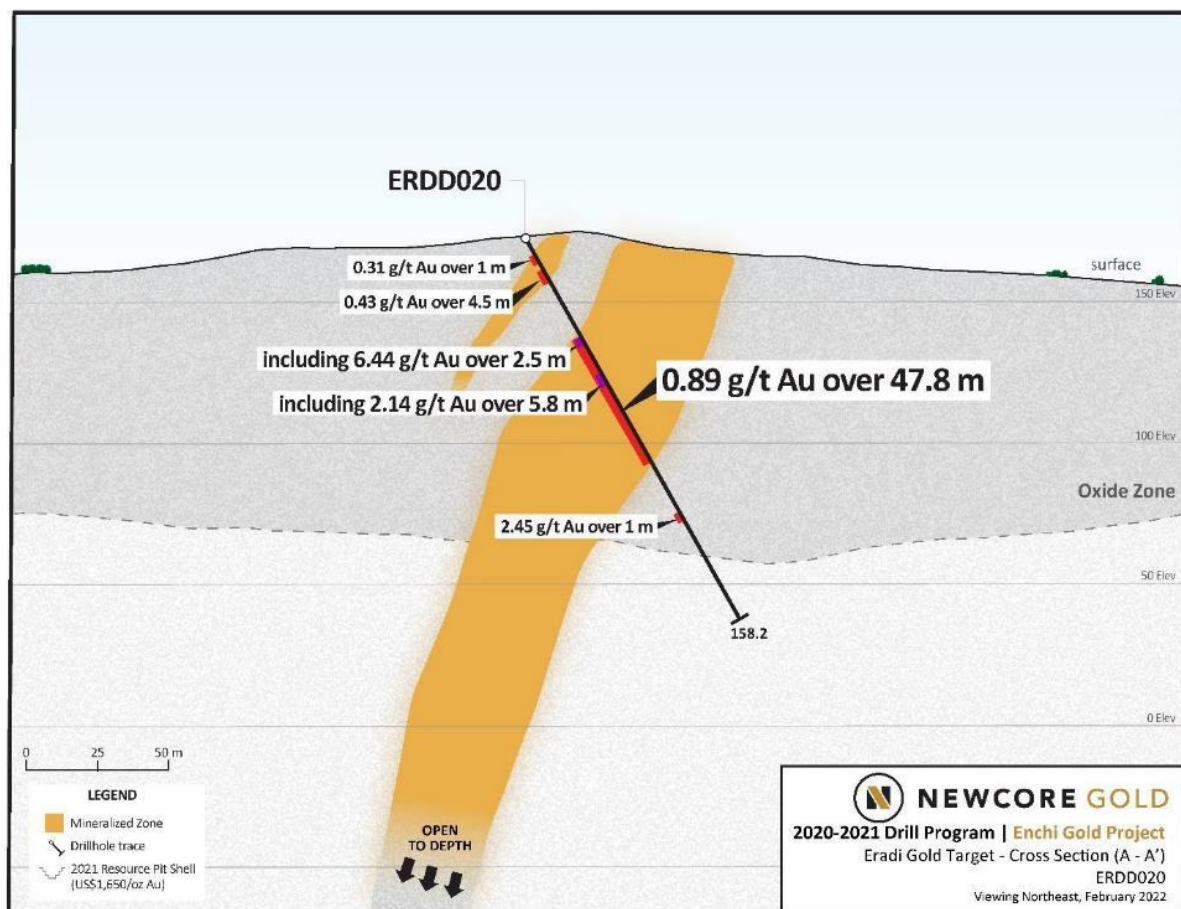 ERDD020
0.31 g/t Au over 1 m
surface
0.43 g/t Au over 4.5 m
150 Elev
including 6.44 g/t Au over 2.5 m
0.89 g/t Au over 47.8 m
including 2.14 g/t Au over 5.8 m
100 Elev
Oxide Zone
2.45 g/t Au over 1 m
50 Elev
158.2
0 Elev
0 25 50 m
LEGEND
Mineralized Zone
Drillhole trace
2021 Resource Pit Shell
(US$1,650/oz Au)
OPEN
TO DEPTH
NEWCORE GOLD
2020-2021 Drill Program | Enchi Gold Project
Eradi Gold Target - Cross Section (A - A')
ERDD020
Viewing Northeast, February 2022